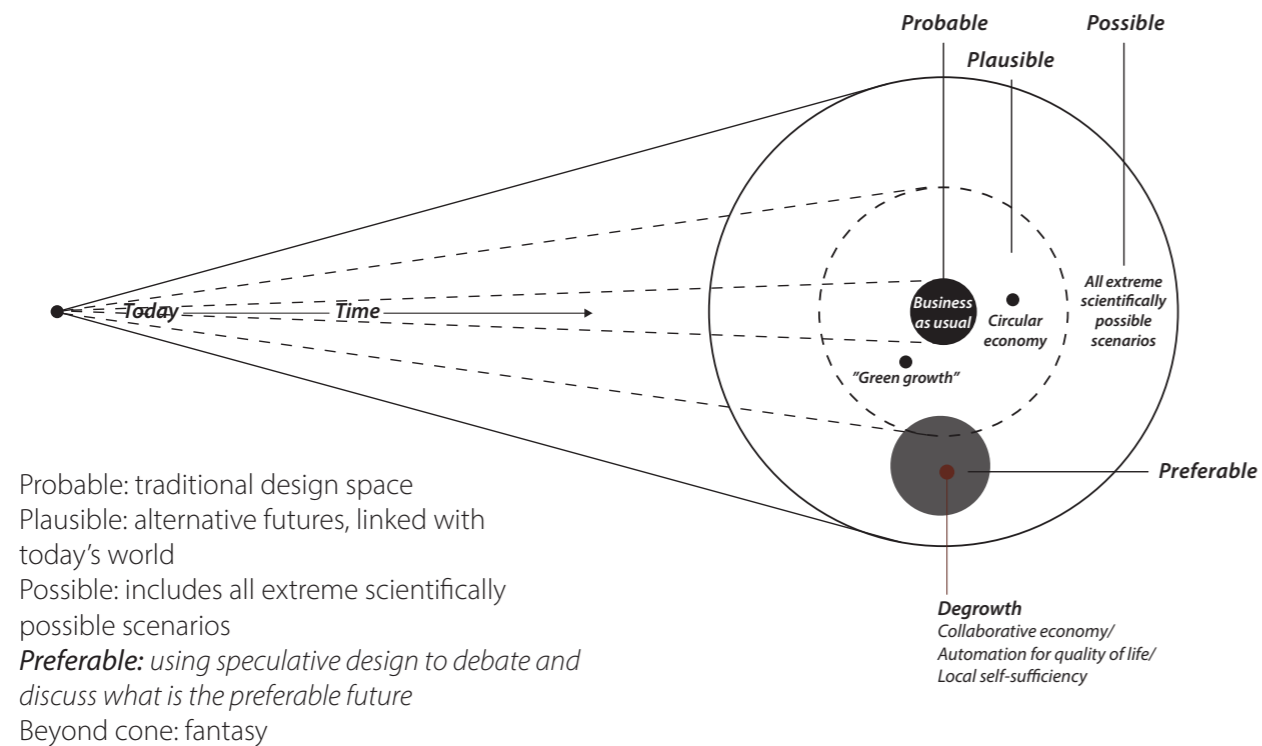 Probable
Possible
Plausible
Today
Time
Business
as usual
Circular
economy
"Green growth"
All extreme
scientifically
possible
scenarios
Preferable
Degrowth
Collaborative economy/
Automation for quality of life/
Local self-sufficiency
Probable: traditional design space
Plausible: alternative futures, linked with
today's world
Possible: includes all extreme scientifically
possible scenarios
Preferable: using speculative design to debate and
discuss what is the preferable future
Beyond cone: fantasy